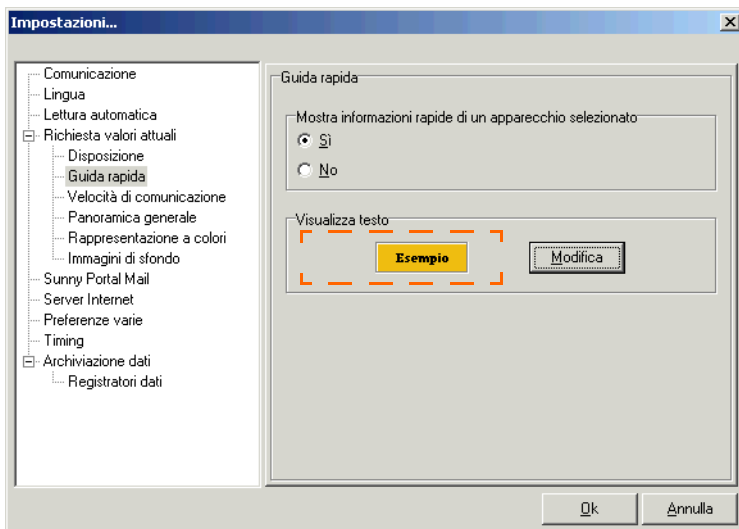 Impostazioni...
Comunicazione
Lingua
Lettura automatica
Richiesta valori attuali
Disposizione
Guida rapida
Velocità di comunicazione
Panoramica generale
Rappresentazione a colori
Immagini di sfondo
Sunny Portal Mail
Server Internet
Preferenze varie
Timing
Archiviazione dati
Registratori dati
Guida rapida
Mostra informazioni rapide di un apparecchio selezionato
Sì
No
Visualizza testo
Esempio Modifica
Ok Annulla